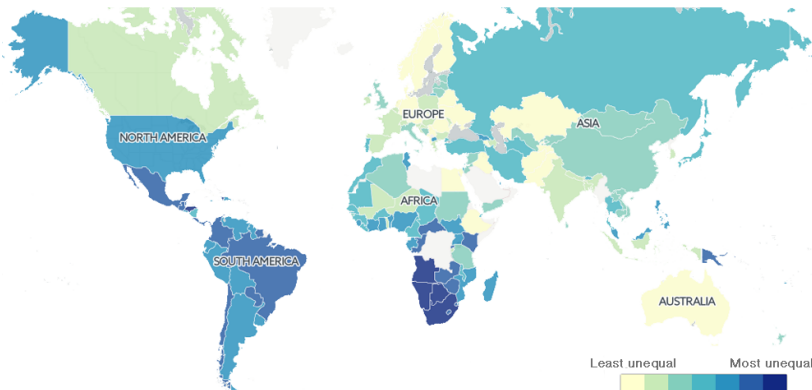 NORTH AMERICA
EUROPE
ASIA
AFRICA
SOUTH AMERICA
AUSTRALIA
Least unequal Most unequal